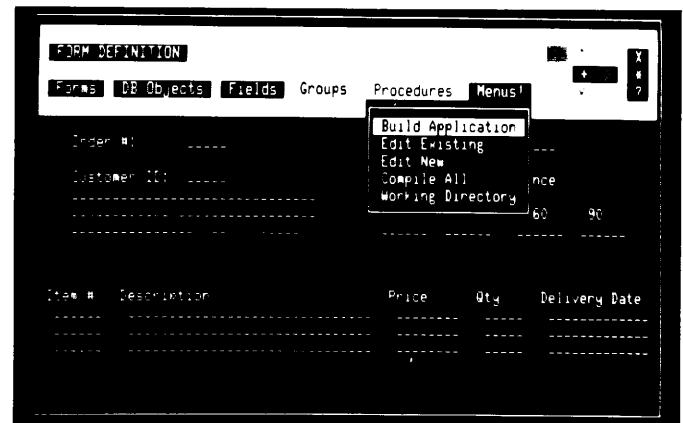 FORM DEFINITION
X
Forms DB Objects Fields Groups Procedures Menus!
+
*
?
Build Application
Edit Existing
Edit New
Compile All
Working Directory
Order #:
Customer ID:
nce
60 90
Item # Description Price Qty Delivery Date